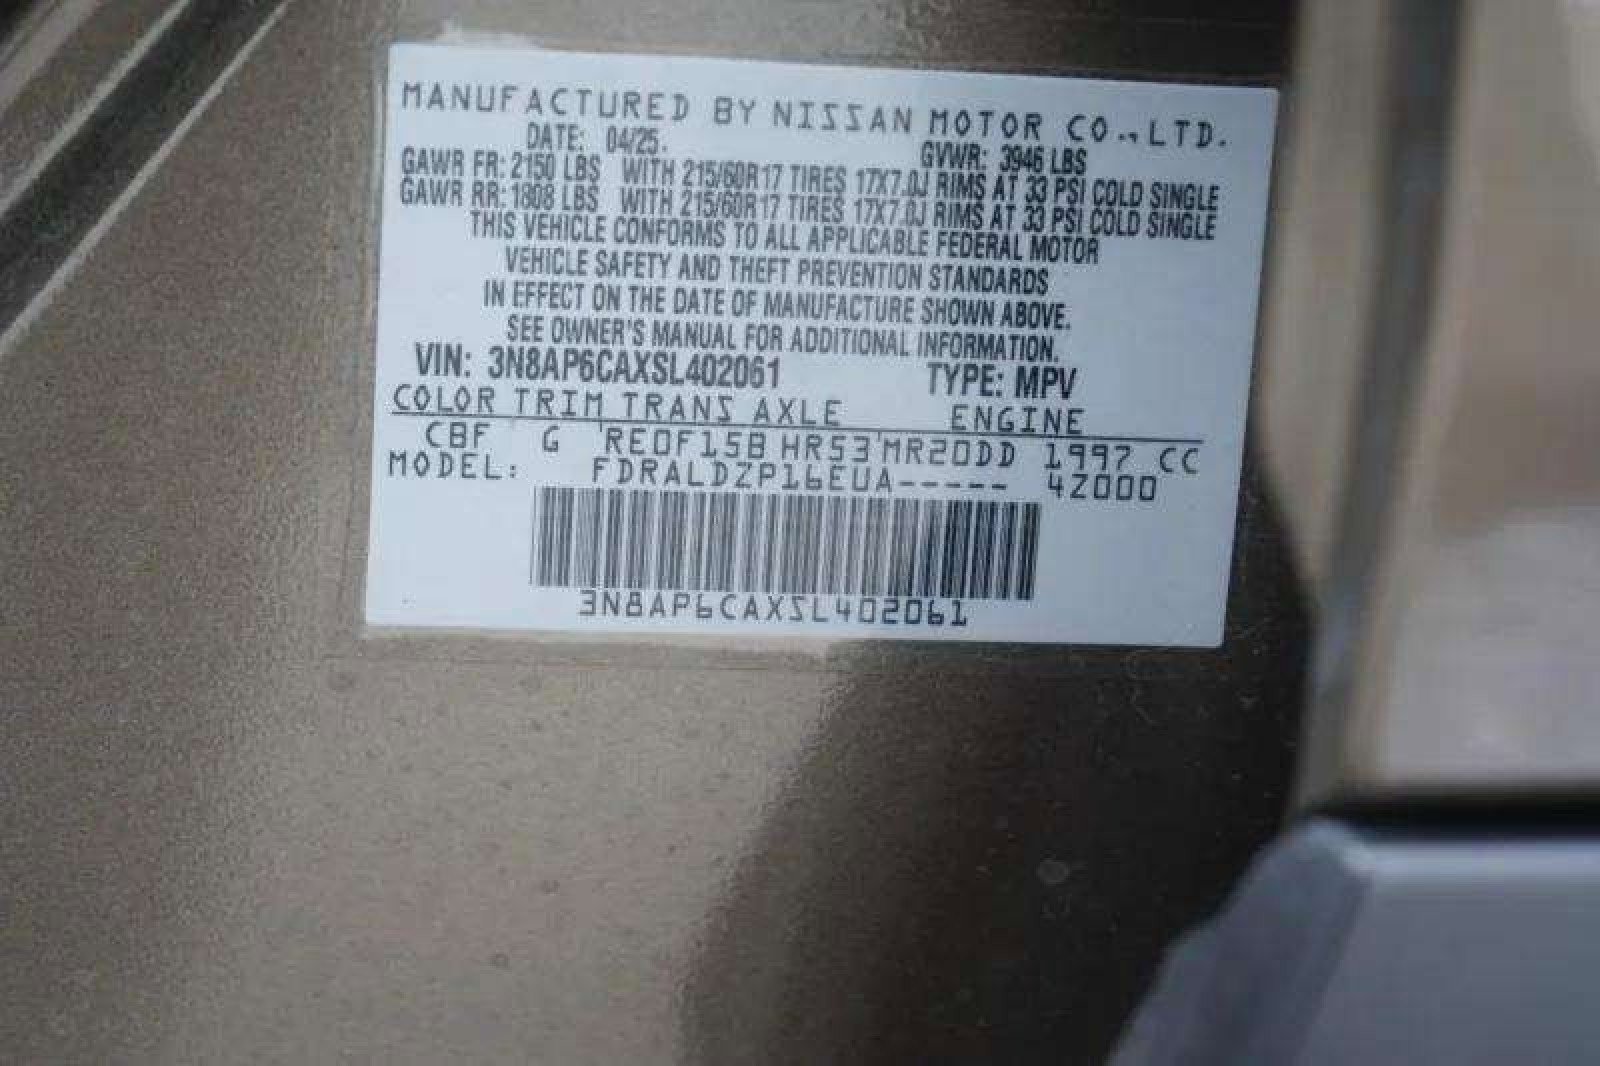 MANUFACTURED BY NISSAN MOTOR CO., LTD.
DATE: 04/25. GVWR: 3946 LBS
GAWR FR: 2150 LBS WITH 215/60R17 TIRES 17X7.0J RIMS AT 33 PSI COLD SINGLE
GAWR RR: 1808 LBS WITH 215/60R17 TIRES 17X7.0J RIMS AT 33 PSI COLD SINGLE
THIS VEHICLE CONFORMS TO ALL APPLICABLE FEDERAL MOTOR
VEHICLE SAFETY AND THEFT PREVENTION STANDARDS
IN EFFECT ON THE DATE OF MANUFACTURE SHOWN ABOVE.
SEE OWNER'S MANUAL FOR ADDITIONAL INFORMATION.
VIN: 3N8AP6CAXSL402061 TYPE: MPV
COLOR TRIM TRANS AXLE ENGINE
CBF G RE0F15B HR53 MR20DD 1997 CC
MODEL: FDRALDZP16EUA----- 4Z000
3N8AP6CAXSL402061